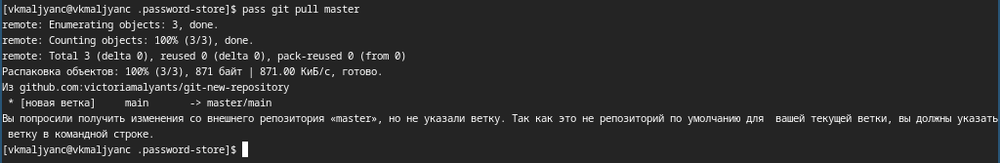 [vkmaljyanc@vkmaljyanc .password-store]$ pass git pull master
remote: Enumerating objects: 3, done.
remote: Counting objects: 100% (3/3), done.
remote: Total 3 (delta 0), reused 0 (delta 0), pack-reused 0 (from 0)
Распаковка объектов: 100% (3/3), 871 байт | 871.00 КиБ/с, готово.
Из github.com:victoriamalyants/git-new-repository
 * [новая ветка]     main       -> master/main
Вы попросили получить изменения со внешнего репозитория «master», но не указали ветку. Так как это не репозиторий по умолчанию для  вашей текущей ветки, вы должны указать
 ветку в командной строке.
[vkmaljyanc@vkmaljyanc .password-store]$